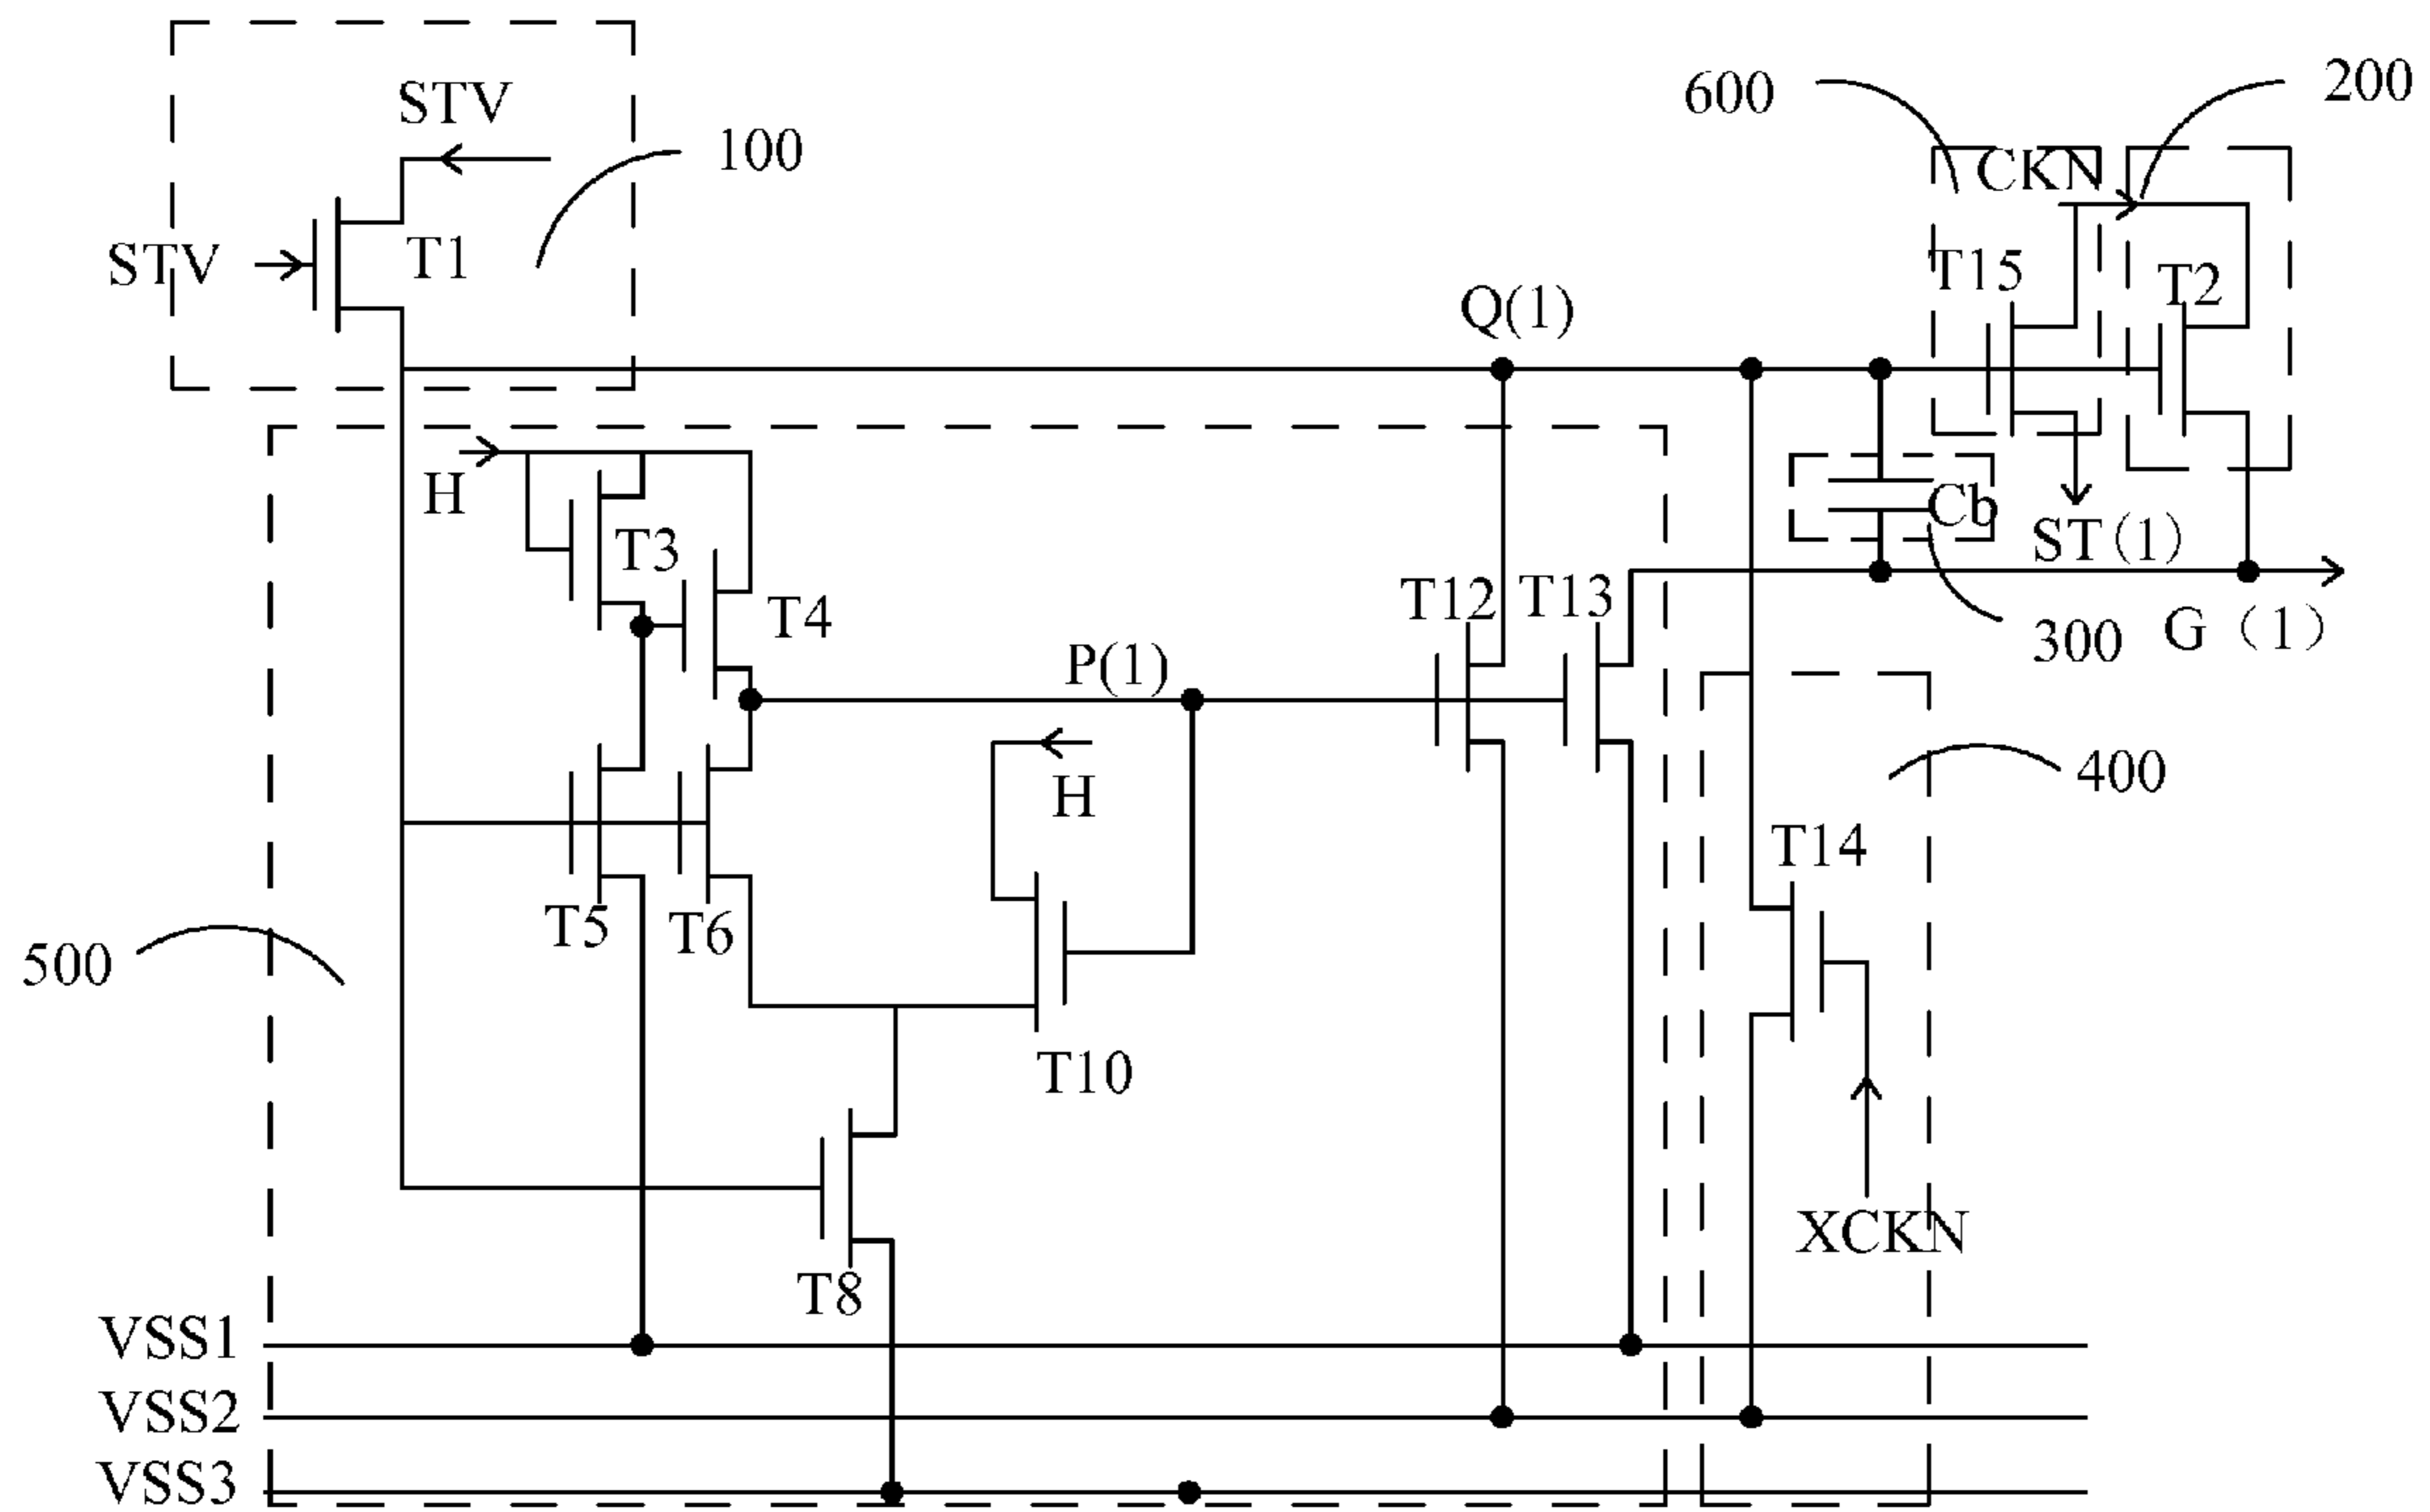 STV
100
STV
T1
600
200
CKN
T15
T2
Q(1)
H
T3
T4
Cb
ST(1)
T12
T13
300
G（1）
P(1)
H
400
T5
T6
T14
500
T10
XCKN
T8
VSS1
VSS2
VSS3